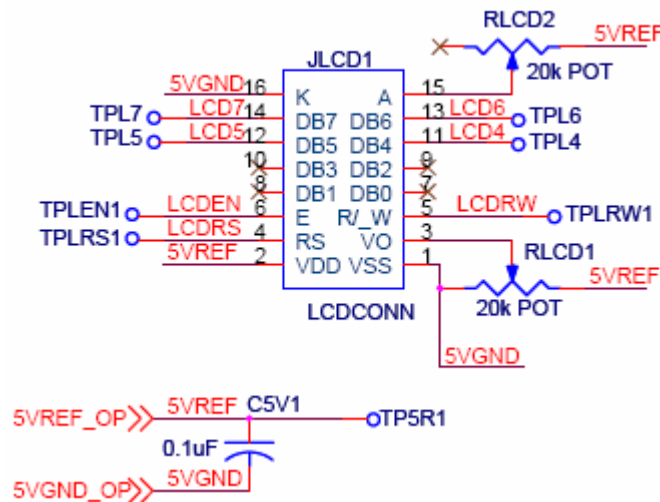 RLCD2
5VREF
20k POT
JLCD1
5VGND 16 K A 15
TPL7 LCD7 14 DB7 DB6 13 LCD6 TPL6
TPL5 LCD5 12 DB5 DB4 11 LCD4 TPL4
10 DB3 DB2 9
8 DB1 DB0 7
TPLEN1 LCDEN 6 E R/_W 5 LCDRW TPLRW1
TPLRS1 LCDRS 4 RS VO 3 RLCD1
5VREF 2 VDD VSS 1 5VREF
20k POT
LCDCONN
5VGND
5VREF_OP 5VREF C5V1 TP5R1
0.1uF
5VGND_OP 5VGND